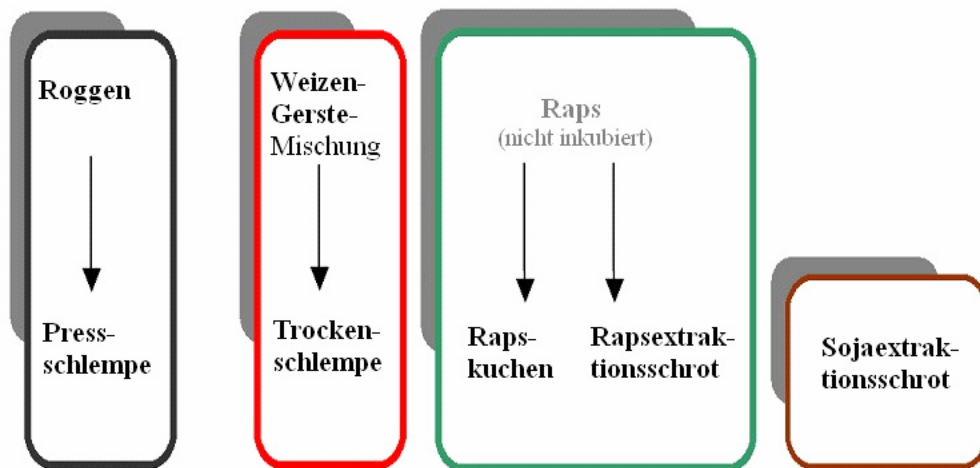 Roggen
Press-
schlempe
Weizen-
Gerste-
Mischung
Trocken-
schlempe
Raps
(nicht inkubiert)
Raps-
kuchen
Rapsextrak-
tionsschrot
Sojaextrak-
tionsschrot